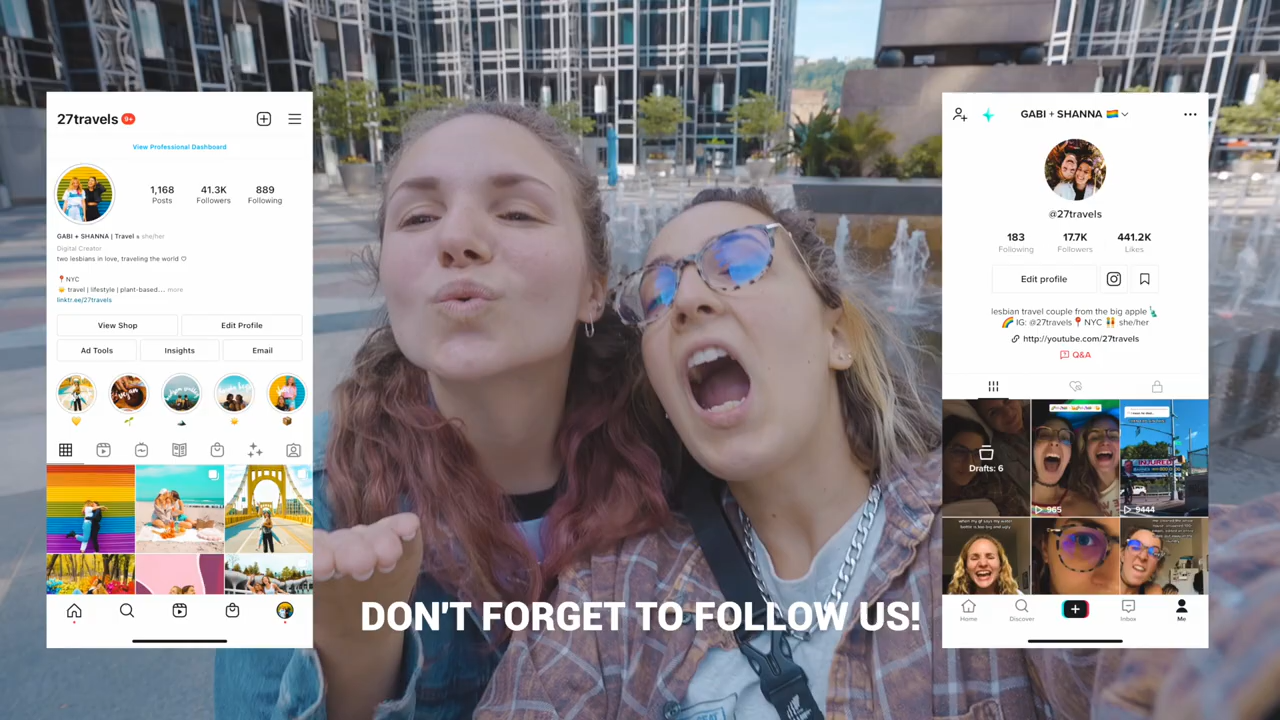 27travels 9+
View Professional Dashboard
1,168 41.3K 889
Posts Followers Following
GABI + SHANNA | Travel & she/her
Digital Creator
two lesbians in love, traveling the world ♡
📍NYC
travel | lifestyle | plant-based... more
linktr.ee/27travels
View Shop Edit Profile
Ad Tools Insights Email
GABI + SHANNA 🏳️‍🌈
@27travels
183 17.7K 441.2K
Following Followers Likes
Edit profile
lesbian travel couple from the big apple 🗽
🌈 IG: @27travels 📍 NYC 👭 she/her
http://youtube.com/27travels
Q&A
Drafts: 6
965 9444
INJURED
Home Discover Inbox Me
DON'T FORGET TO FOLLOW US!